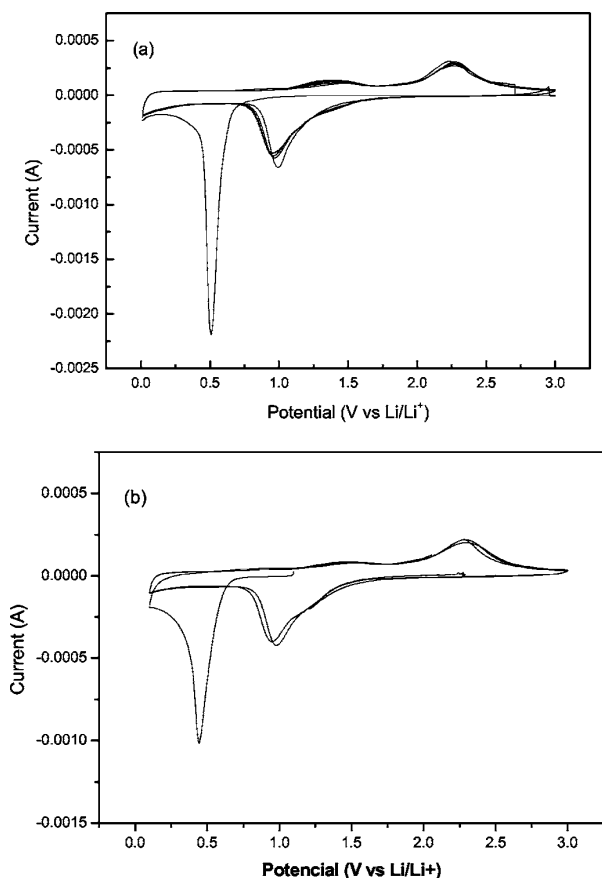 (a)
0.0005
0.0000
-0.0005
-0.0010
-0.0015
-0.0020
-0.0025
Current (A)
0.0 0.5 1.0 1.5 2.0 2.5 3.0
Potential (V vs Li/Li⁺)
(b)
0.0005
0.0000
-0.0005
-0.0010
-0.0015
Current (A)
0.0 0.5 1.0 1.5 2.0 2.5 3.0
Potencial (V vs Li/Li+)